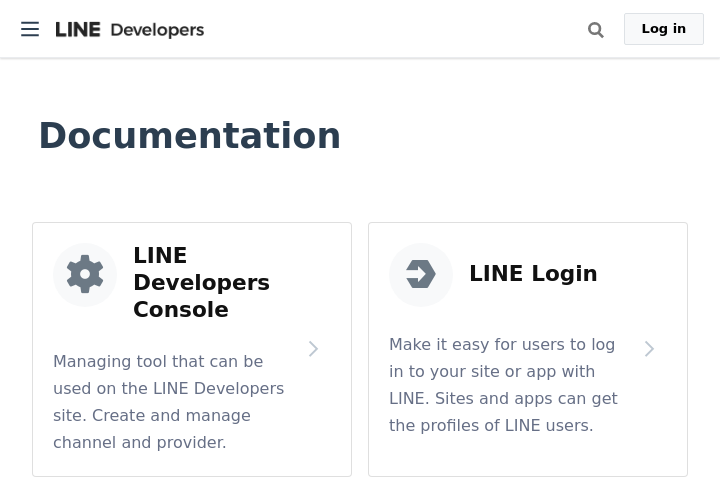 LINE Developers
Log in
Documentation
LINE
Developers
Console
Managing tool that can be
used on the LINE Developers
site. Create and manage
channel and provider.
LINE Login
Make it easy for users to log
in to your site or app with
LINE. Sites and apps can get
the profiles of LINE users.